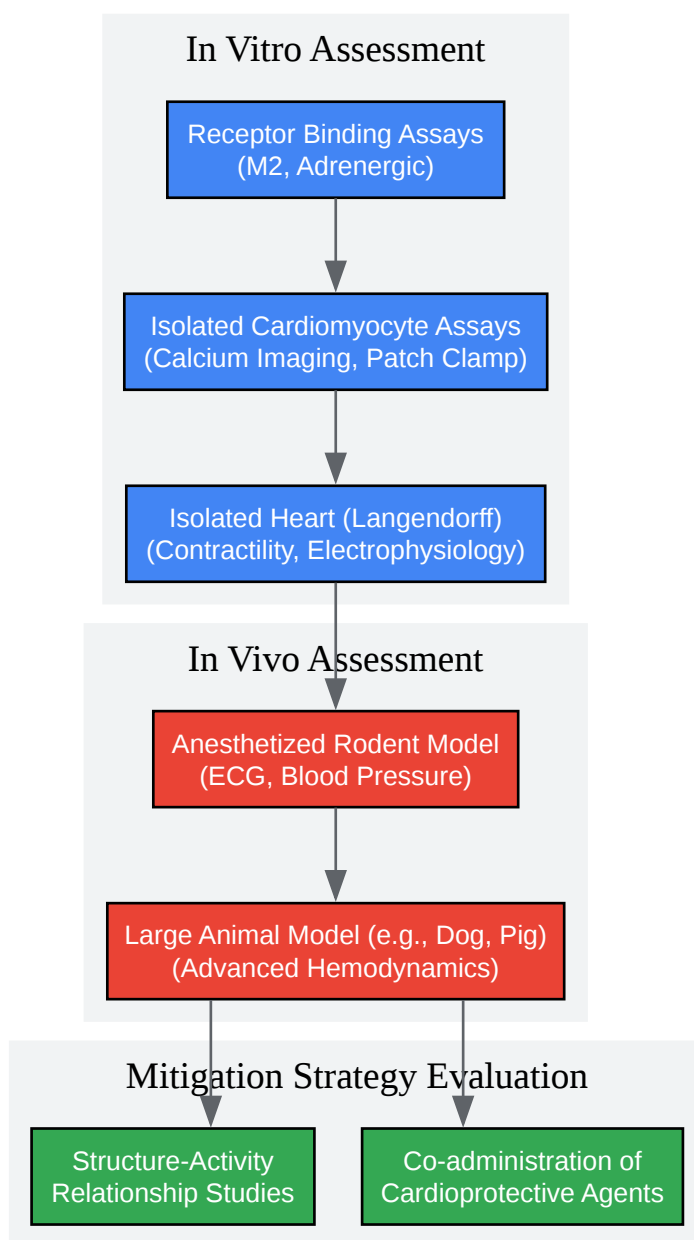 In Vitro Assessment
Receptor Binding Assays
(M2, Adrenergic)
Isolated Cardiomyocyte Assays
(Calcium Imaging, Patch Clamp)
Isolated Heart (Langendorff)
(Contractility, Electrophysiology)
In Vivo Assessment
Anesthetized Rodent Model
(ECG, Blood Pressure)
Large Animal Model (e.g., Dog, Pig)
(Advanced Hemodynamics)
Mitigation Strategy Evaluation
Structure-Activity
Relationship Studies
Co-administration of
Cardioprotective Agents